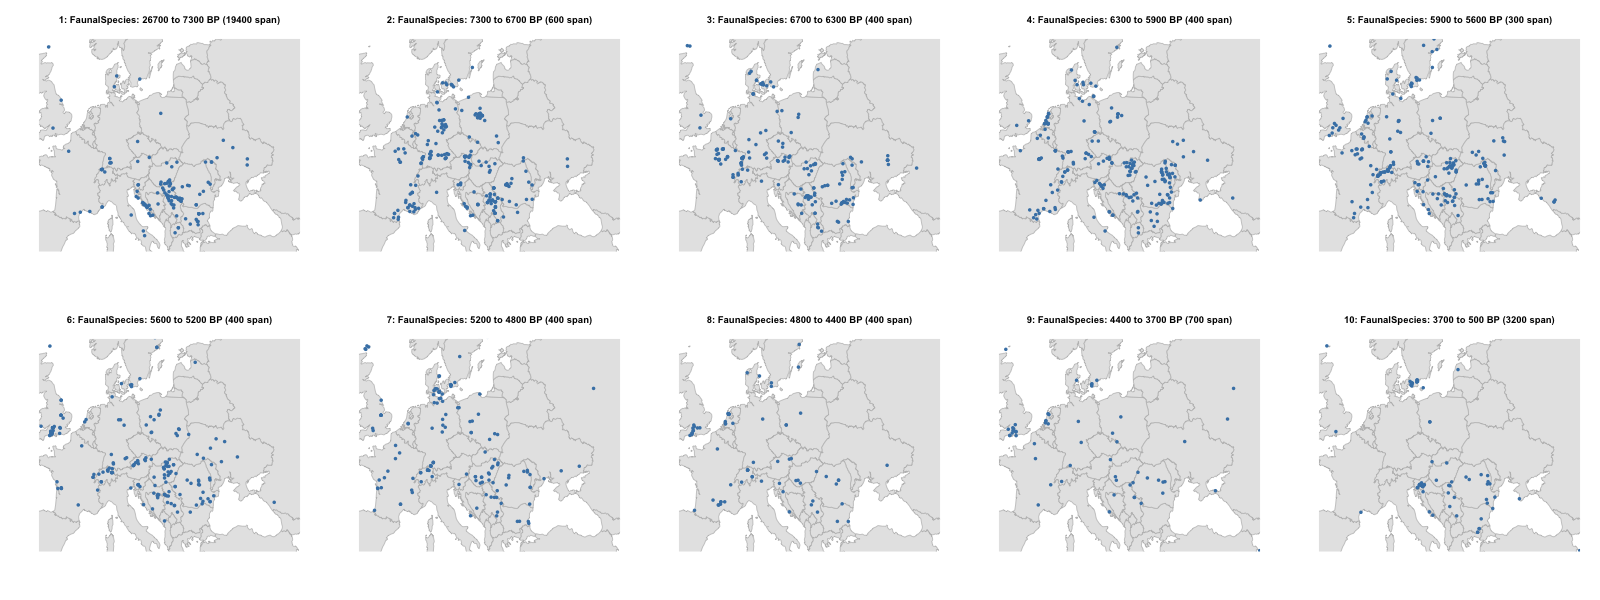 1: FaunalSpecies: 26700 to 7300 BP (19400 span)
2: FaunalSpecies: 7300 to 6700 BP (600 span)
3: FaunalSpecies: 6700 to 6300 BP (400 span)
4: FaunalSpecies: 6300 to 5900 BP (400 span)
5: FaunalSpecies: 5900 to 5600 BP (300 span)
6: FaunalSpecies: 5600 to 5200 BP (400 span)
7: FaunalSpecies: 5200 to 4800 BP (400 span)
8: FaunalSpecies: 4800 to 4400 BP (400 span)
9: FaunalSpecies: 4400 to 3700 BP (700 span)
10: FaunalSpecies: 3700 to 500 BP (3200 span)